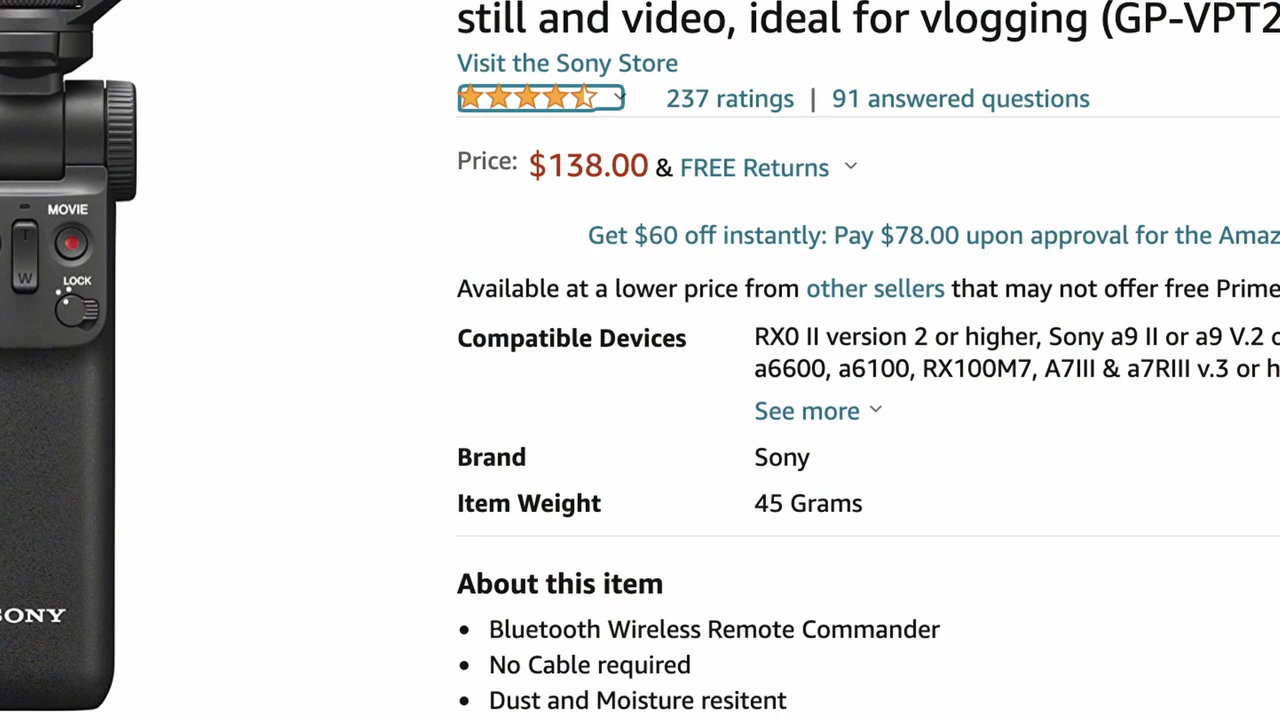 still and video, ideal for vlogging (GP-VPT2
Visit the Sony Store
237 ratings | 91 answered questions
Price: $138.00 & FREE Returns
MOVIE
Get $60 off instantly: Pay $78.00 upon approval for the Amaz
T
W
LOCK
Available at a lower price from other sellers that may not offer free Prime
Compatible Devices RX0 II version 2 or higher, Sony a9 II or a9 V.2 o
a6600, a6100, RX100M7, A7III & a7RIII v.3 or h
See more
Brand Sony
Item Weight 45 Grams
About this item
SONY
• Bluetooth Wireless Remote Commander
• No Cable required
• Dust and Moisture resitent